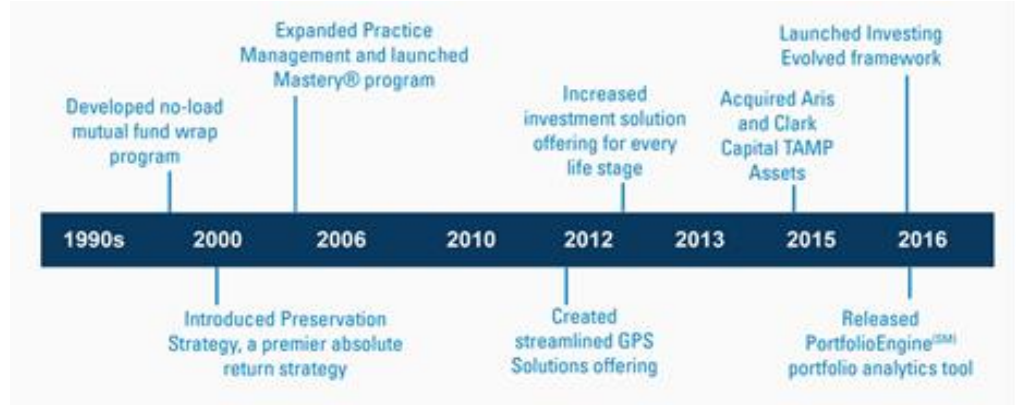 Expanded Practice
Management and launched
Mastery® program
Launched Investing
Evolved framework
Developed no-load
mutual fund wrap
program
Increased
investment solution
offering for every
life stage
Acquired Aris
and Clark
Capital TAMP
Assets
1990s 2000 2006 2010 2012 2013 2015 2016
Introduced Preservation
Strategy, a premier absolute
return strategy
Created
streamlined GPS
Solutions offering
Released
PortfolioEngine(SM)
portfolio analytics tool